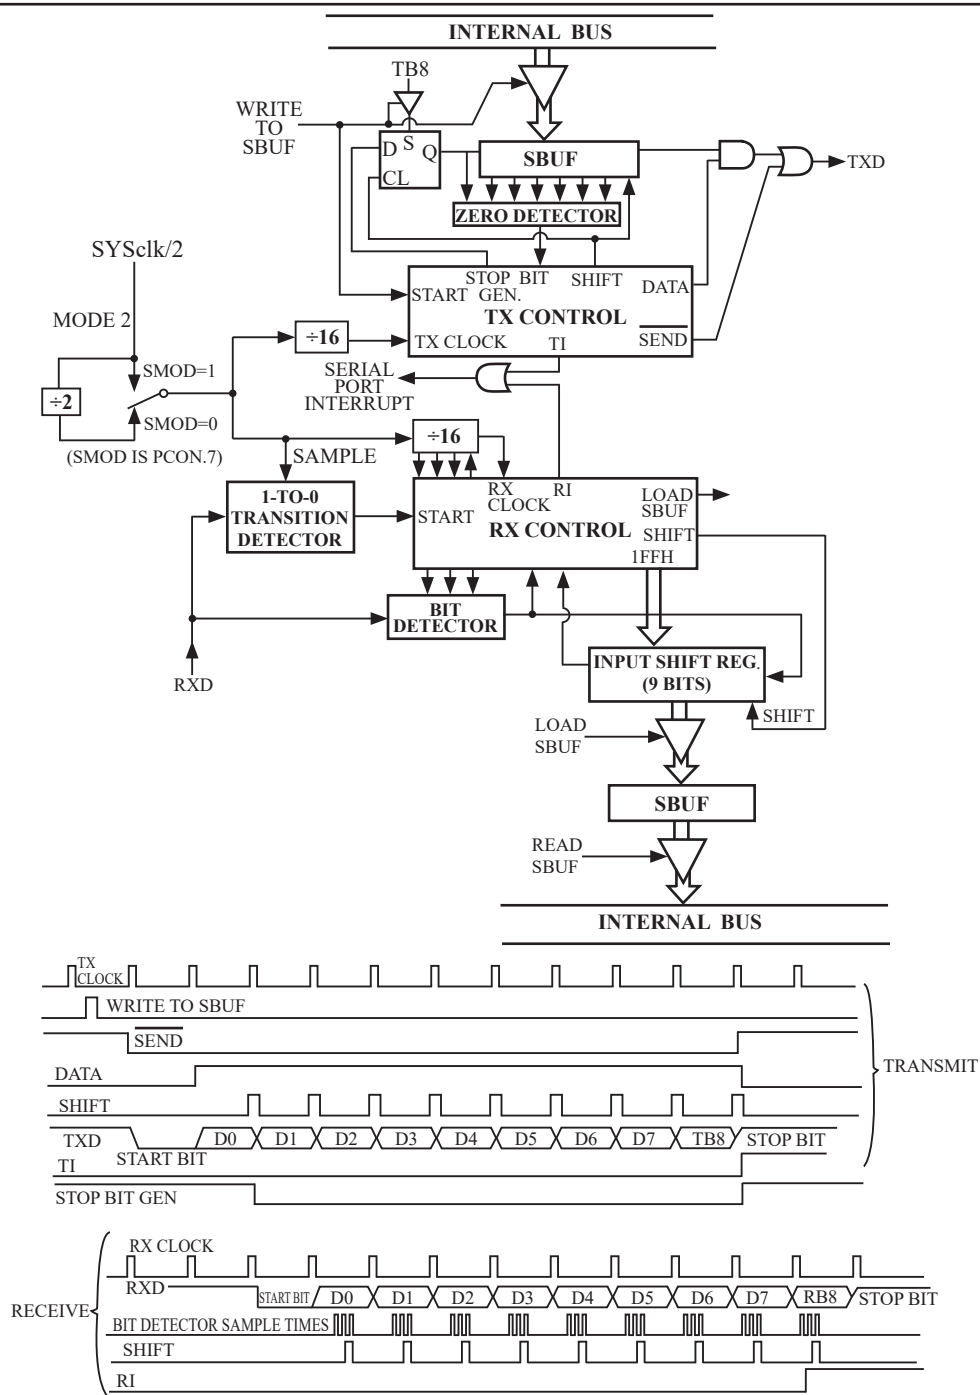 INTERNAL BUS
TB8
WRITE
TO
SBUF
D S Q
CL
SBUF
TXD
ZERO DETECTOR
SYSclk/2
STOP BIT SHIFT
GEN.
START
DATA
TX CONTROL
MODE 2
÷16
TX CLOCK
TI
SEND
SMOD=1
÷2
SMOD=0
(SMOD IS PCON.7)
SERIAL
PORT
INTERRUPT
÷16
SAMPLE
1-TO-0
TRANSITION
DETECTOR
RX
CLOCK
RI
LOAD
SBUF
START
RX CONTROL
SHIFT
1FFH
BIT
DETECTOR
RXD
INPUT SHIFT REG.
(9 BITS)
SHIFT
LOAD
SBUF
SBUF
READ
SBUF
INTERNAL BUS
TX
CLOCK
WRITE TO SBUF
SEND
DATA
TRANSMIT
SHIFT
TXD
START BIT
D0 D1 D2 D3 D4 D5 D6 D7 TB8 STOP BIT
TI
STOP BIT GEN
RX CLOCK
RXD
START BIT D0 D1 D2 D3 D4 D5 D6 D7 RB8 STOP BIT
RECEIVE
BIT DETECTOR SAMPLE TIMES
SHIFT
RI